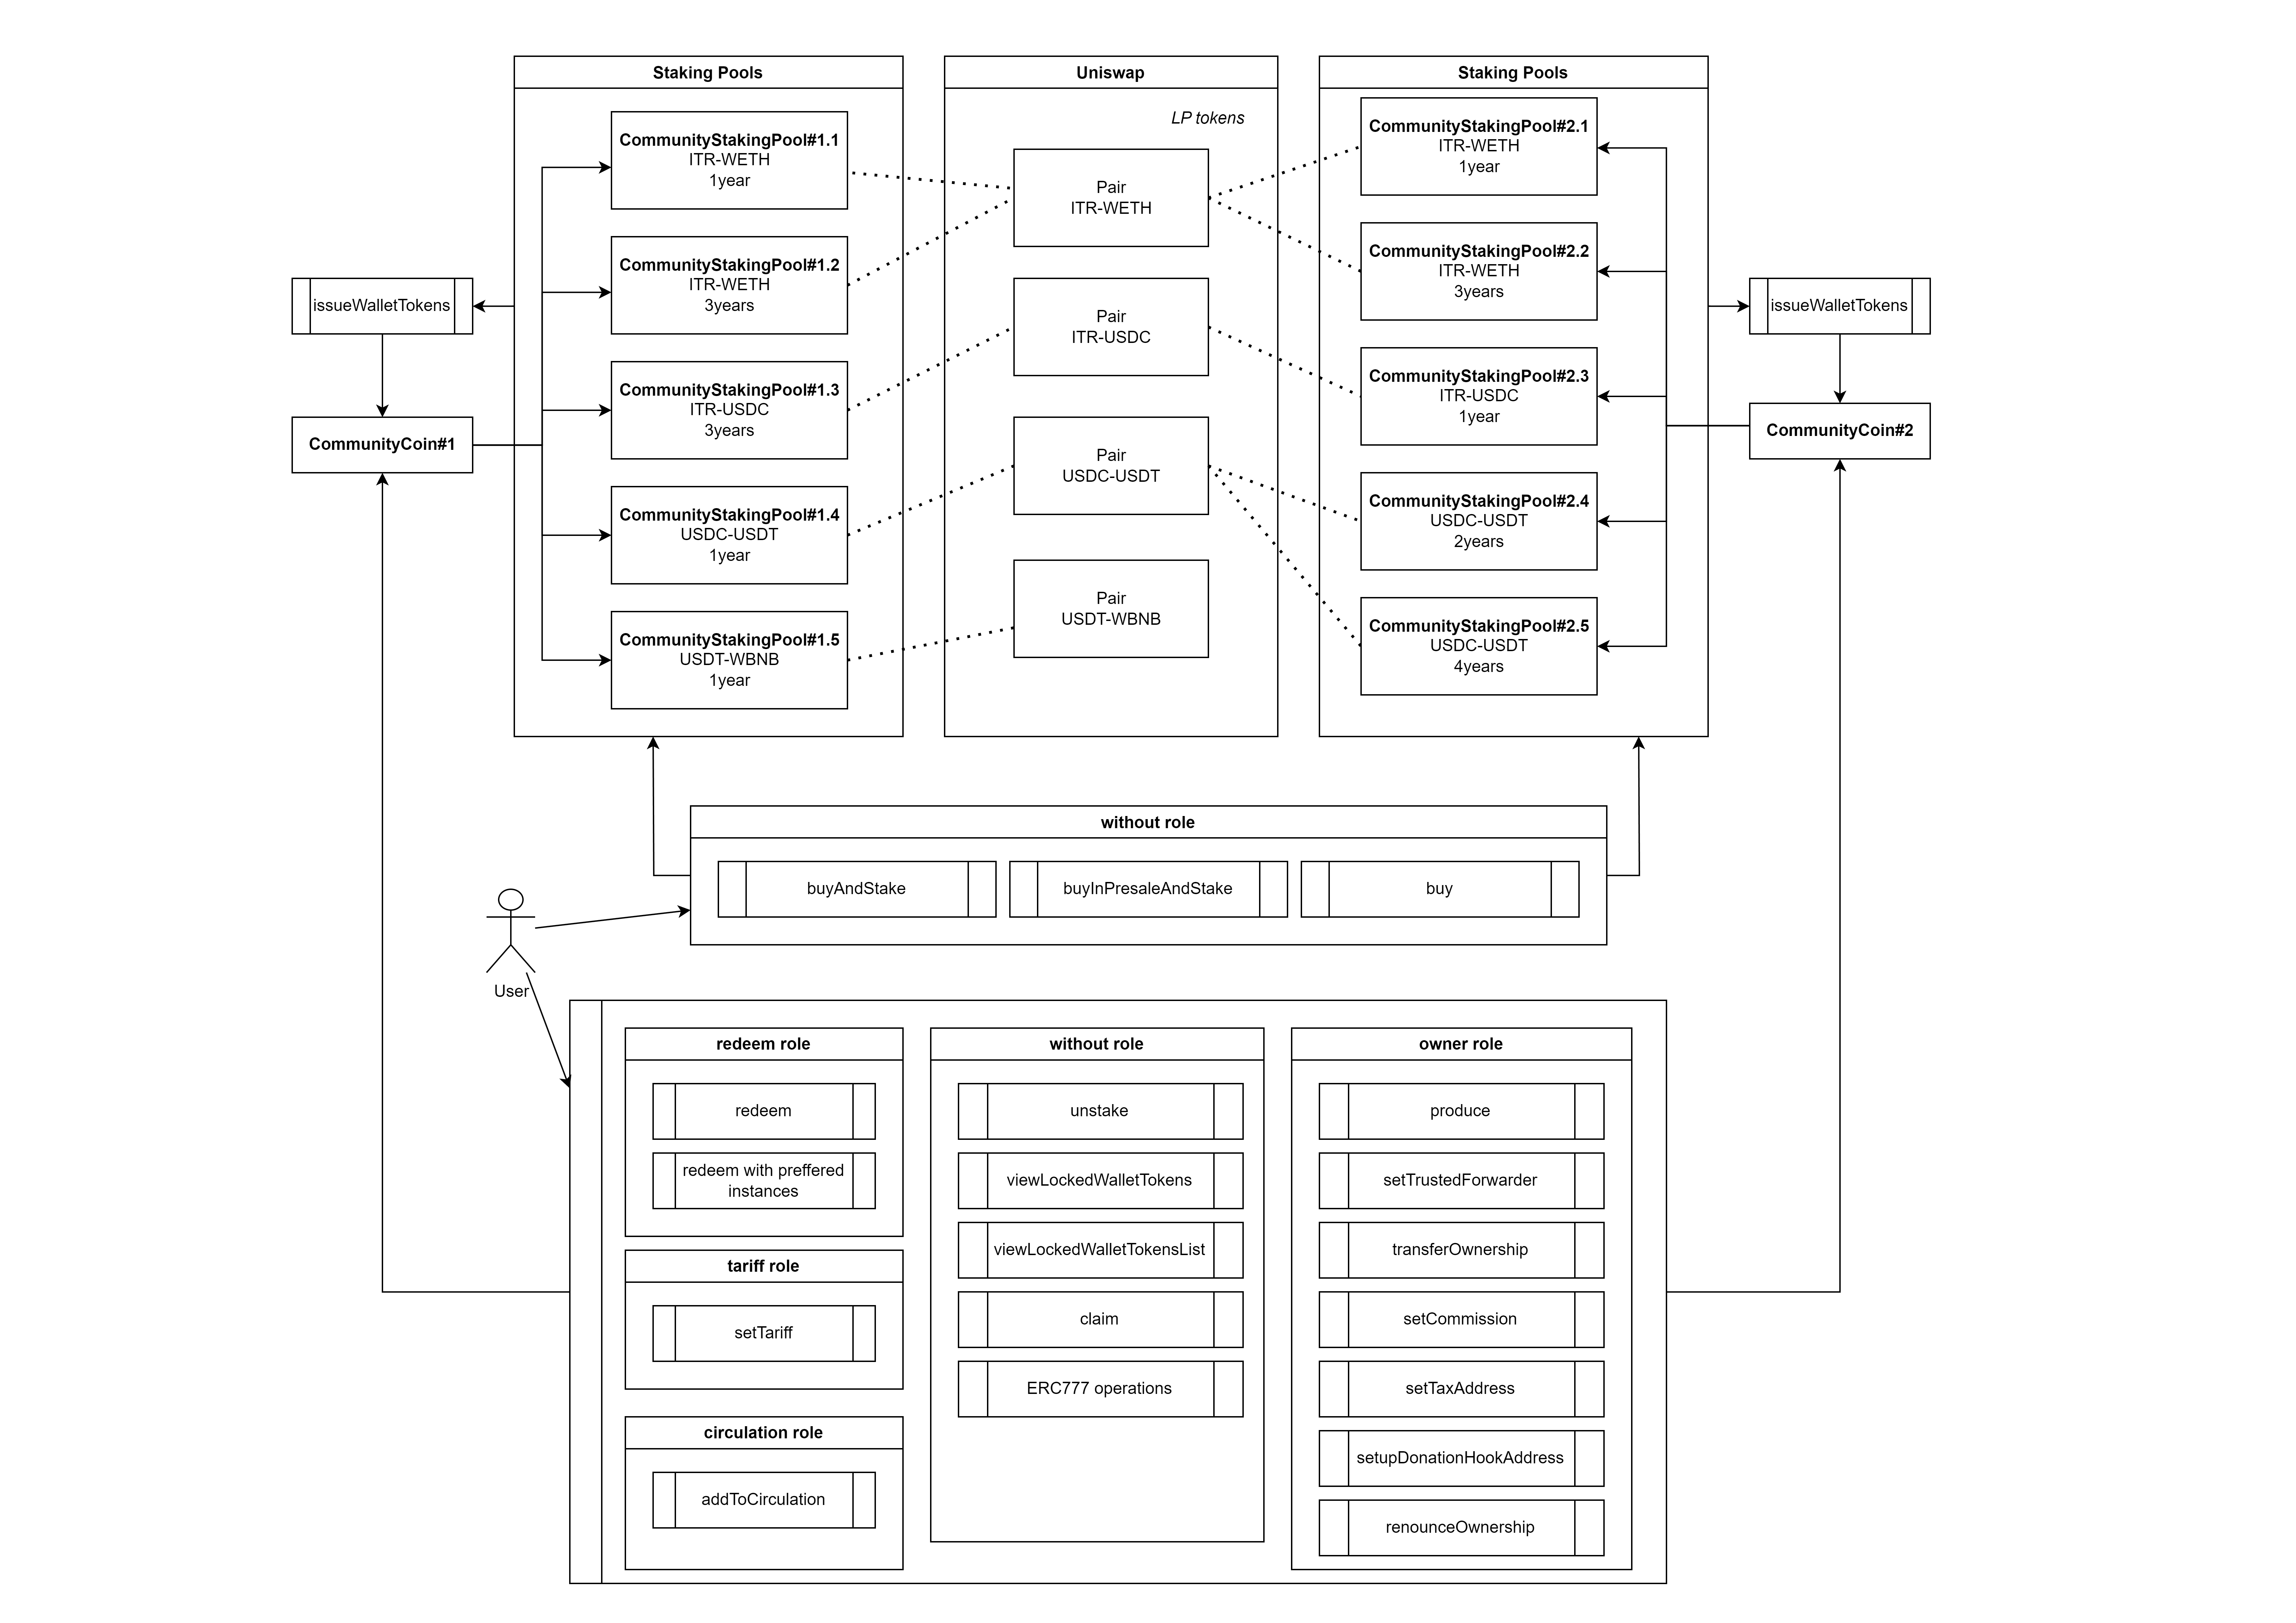 Staking Pools
CommunityStakingPool#1.1
ITR-WETH
1year
CommunityStakingPool#1.2
ITR-WETH
3years
CommunityStakingPool#1.3
ITR-USDC
3years
CommunityStakingPool#1.4
USDC-USDT
1year
CommunityStakingPool#1.5
USDT-WBNB
1year
Uniswap
LP tokens
Pair
ITR-WETH
Pair
ITR-USDC
Pair
USDC-USDT
Pair
USDT-WBNB
Staking Pools
CommunityStakingPool#2.1
ITR-WETH
1year
CommunityStakingPool#2.2
ITR-WETH
3years
CommunityStakingPool#2.3
ITR-USDC
1year
CommunityStakingPool#2.4
USDC-USDT
2years
CommunityStakingPool#2.5
USDC-USDT
4years
issueWalletTokens
CommunityCoin#1
issueWalletTokens
CommunityCoin#2
without role
buyAndStake
buyInPresaleAndStake
buy
User
redeem role
redeem
redeem with preffered
instances
tariff role
setTariff
circulation role
addToCirculation
without role
unstake
viewLockedWalletTokens
viewLockedWalletTokensList
claim
ERC777 operations
owner role
produce
setTrustedForwarder
transferOwnership
setCommission
setTaxAddress
setupDonationHookAddress
renounceOwnership